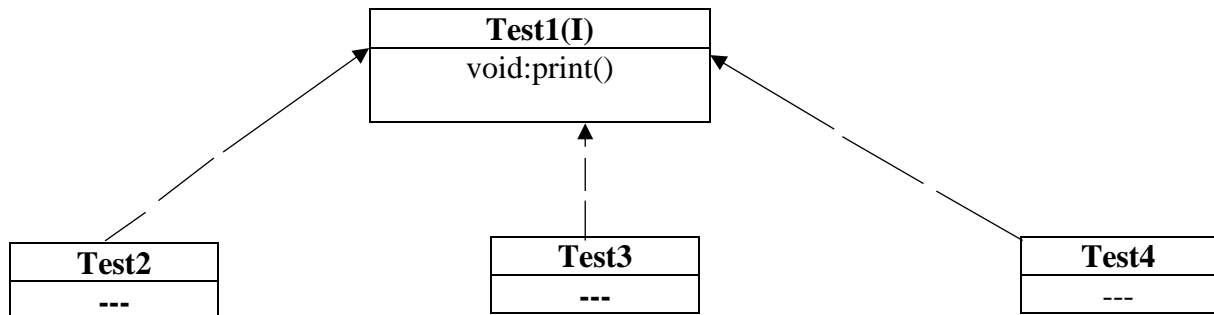 Test1(I)
void:print()
Test2
---
Test3
---
Test4
---